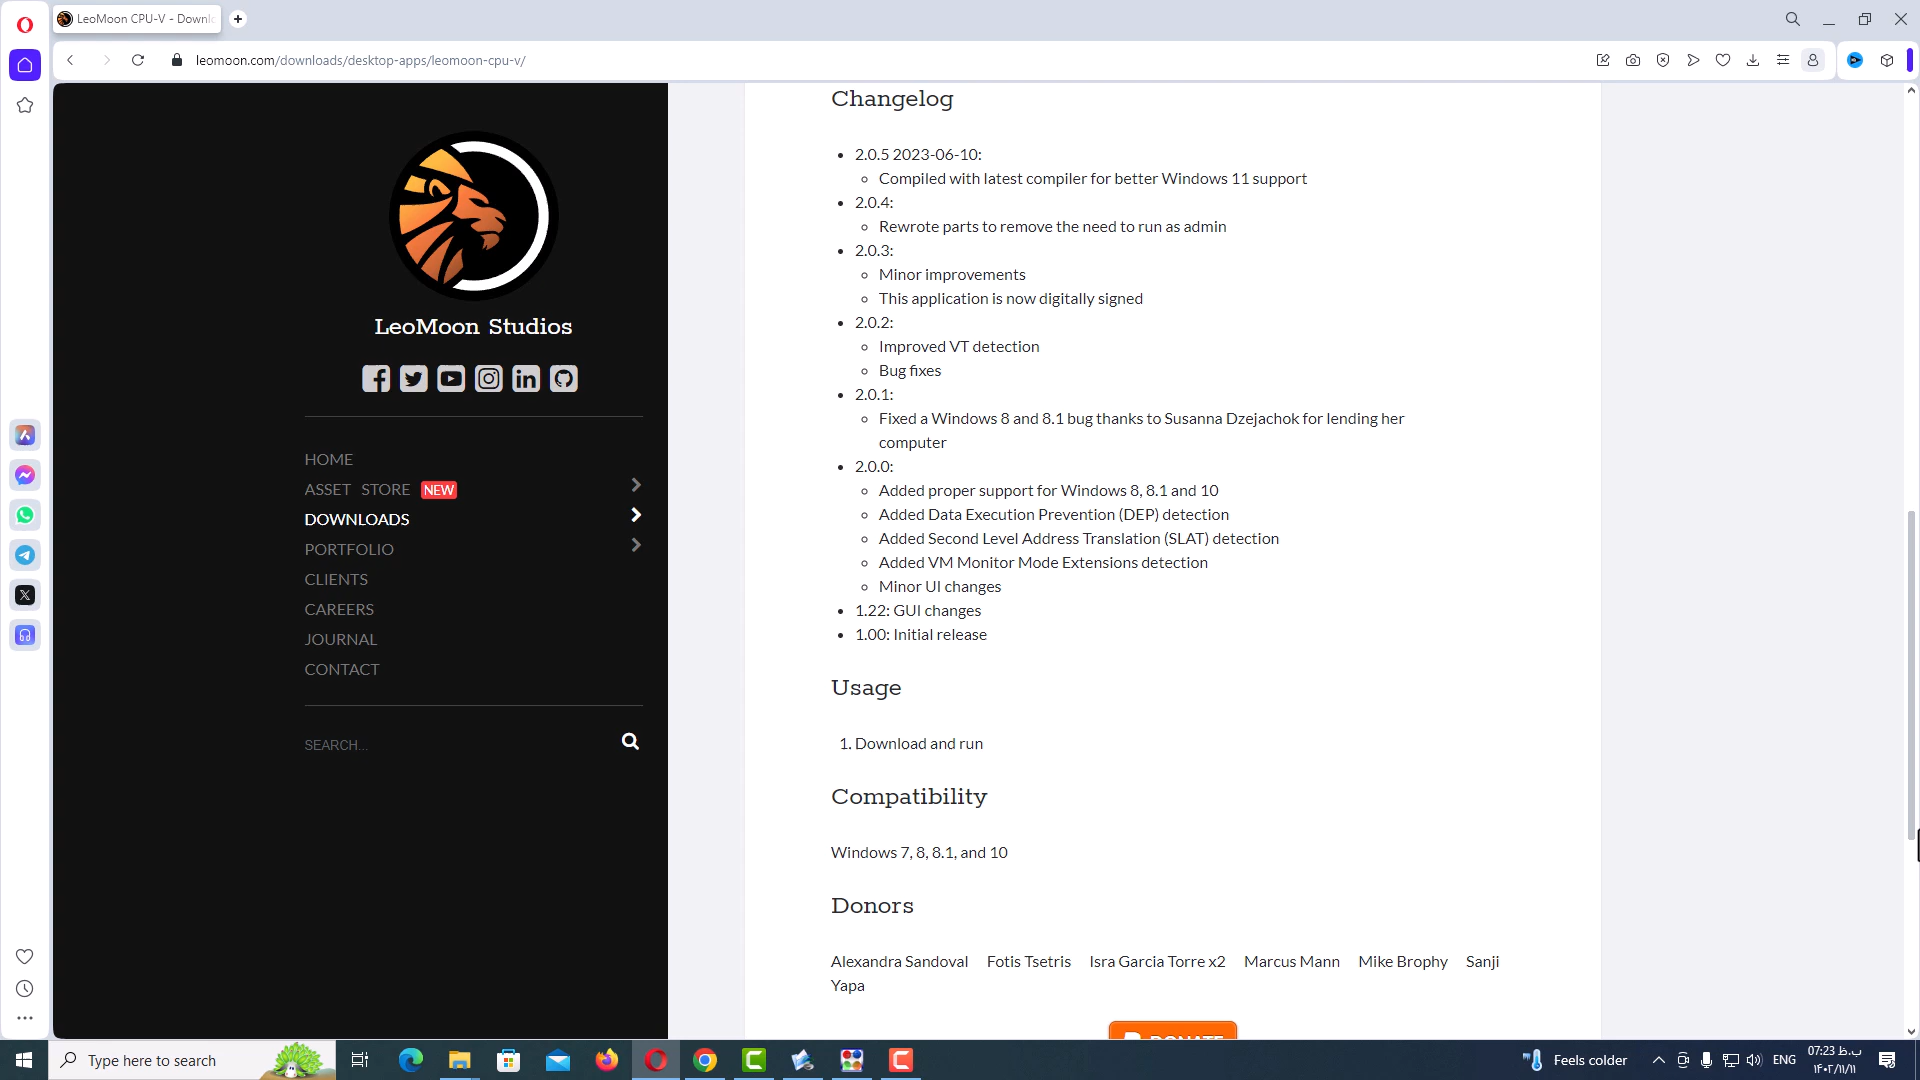 LeoMoon CPU-V - Downl
leomoon.com/downloads/desktop-apps/leomoon-cpu-v/
LeoMoon Studios
HOME
ASSET STORE NEW
DOWNLOADS
PORTFOLIO
CLIENTS
CAREERS
JOURNAL
CONTACT
SEARCH...
Changelog
2.0.5 2023-06-10:
Compiled with latest compiler for better Windows 11 support
2.0.4:
Rewrote parts to remove the need to run as admin
2.0.3:
Minor improvements
This application is now digitally signed
2.0.2:
Improved VT detection
Bug fixes
2.0.1:
Fixed a Windows 8 and 8.1 bug thanks to Susanna Dzejachok for lending her
computer
2.0.0:
Added proper support for Windows 8, 8.1 and 10
Added Data Execution Prevention (DEP) detection
Added Second Level Address Translation (SLAT) detection
Added VM Monitor Mode Extensions detection
Minor UI changes
1.22: GUI changes
1.00: Initial release
Usage
1. Download and run
Compatibility
Windows 7, 8, 8.1, and 10
Donors
Alexandra Sandoval Fotis Tsetris Isra Garcia Torre x2 Marcus Mann Mike Brophy Sanji
Yapa
DONATE
Type here to search
Feels colder
ENG
07:23 ب.ظ
۱۴۰۲/۱۱/۱۱